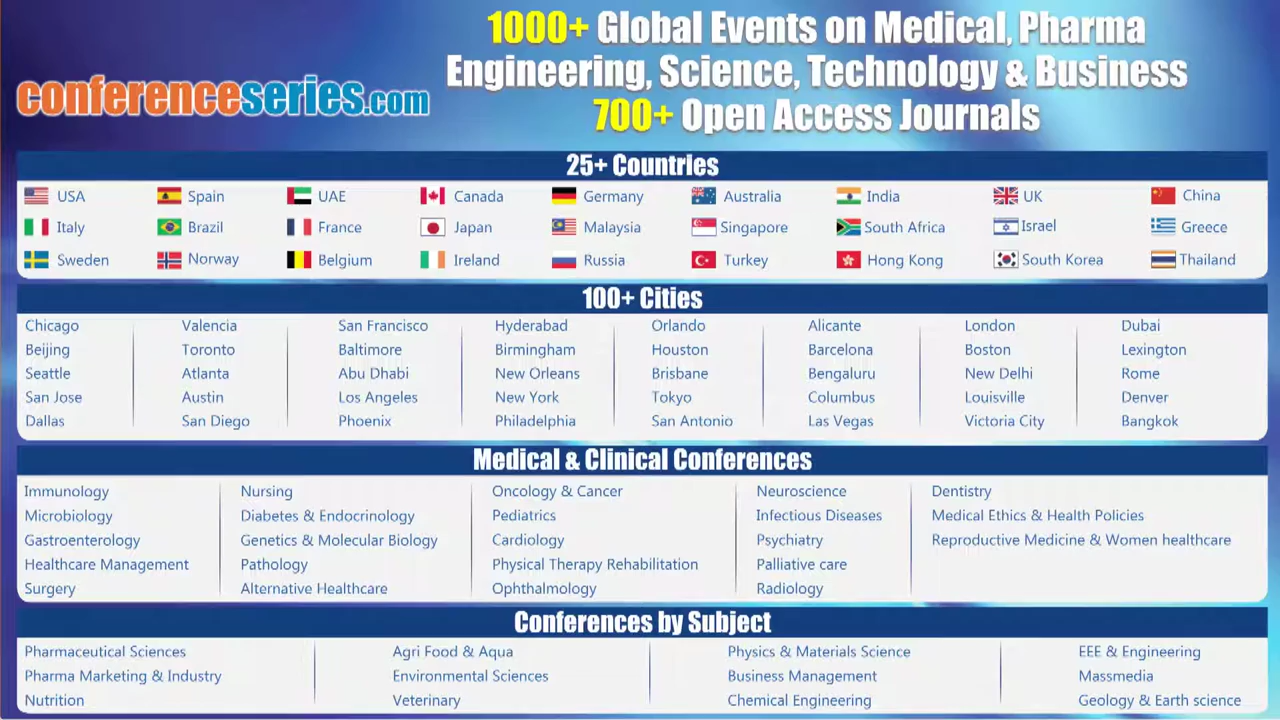 conferenceseries.com
1000+ Global Events on Medical, Pharma
Engineering, Science, Technology & Business
700+ Open Access Journals
25+ Countries
USA Spain UAE Canada Germany Australia India UK China
Italy Brazil France Japan Malaysia Singapore South Africa Israel Greece
Sweden Norway Belgium Ireland Russia Turkey Hong Kong South Korea Thailand
100+ Cities
Chicago Valencia San Francisco Hyderabad Orlando Alicante London Dubai
Beijing Toronto Baltimore Birmingham Houston Barcelona Boston Lexington
Seattle Atlanta Abu Dhabi New Orleans Brisbane Bengaluru New Delhi Rome
San Jose Austin Los Angeles New York Tokyo Columbus Louisville Denver
Dallas San Diego Phoenix Philadelphia San Antonio Las Vegas Victoria City Bangkok
Medical & Clinical Conferences
Immunology Nursing Oncology & Cancer Neuroscience Dentistry
Microbiology Diabetes & Endocrinology Pediatrics Infectious Diseases Medical Ethics & Health Policies
Gastroenterology Genetics & Molecular Biology Cardiology Psychiatry Reproductive Medicine & Women healthcare
Healthcare Management Pathology Physical Therapy Rehabilitation Palliative care
Surgery Alternative Healthcare Ophthalmology Radiology
Conferences by Subject
Pharmaceutical Sciences Agri Food & Aqua Physics & Materials Science EEE & Engineering
Pharma Marketing & Industry Environmental Sciences Business Management Massmedia
Nutrition Veterinary Chemical Engineering Geology & Earth science